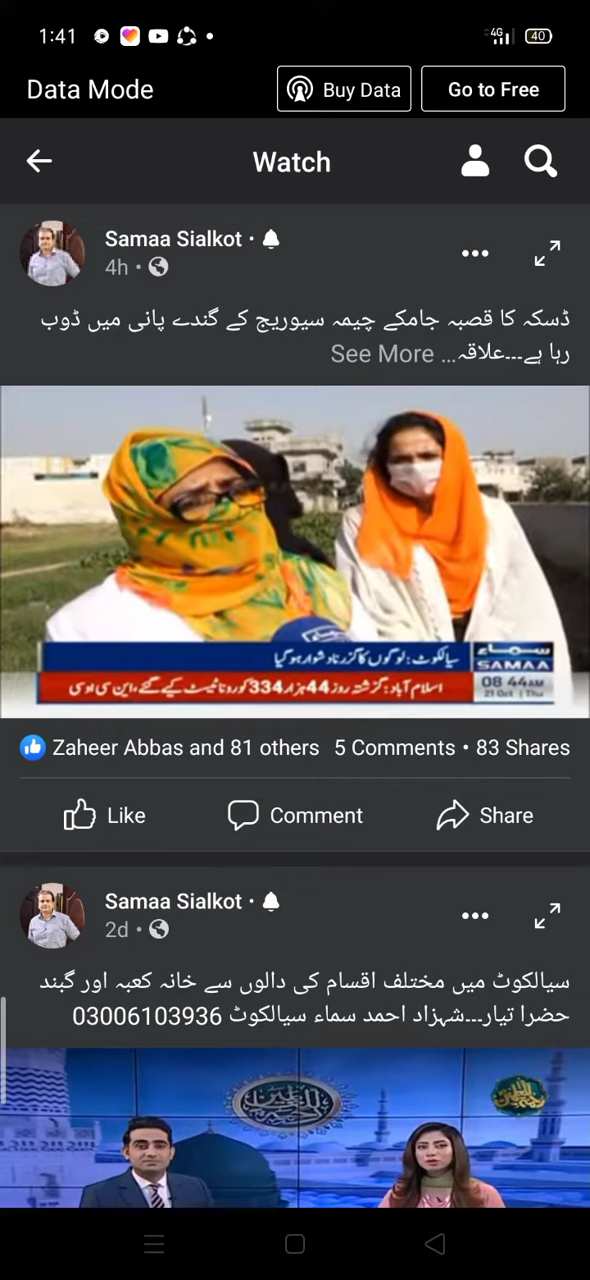 1:41
4G
40
Data Mode
Buy Data
Go to Free
Watch
Samaa Sialkot •
4h •
ڈسکہ کا قصبہ جامکے چیمہ سیوریج کے گندے پانی میں ڈوب
رہا ہے۔۔۔علاقہ... See More
سیالکوٹ: لوگوں کا گزرنا دشوار ہوگیا
سماء
SAMAA
اسلام آباد: گزشتہ روز 44 ہزار 334 کورونا ٹیسٹ کیے گئے، این سی او سی
08 44AM
21 Oct | Thu
Zaheer Abbas and 81 others 5 Comments • 83 Shares
Like
Comment
Share
Samaa Sialkot •
2d •
سیالکوٹ میں مختلف اقسام کی دالوں سے خانہ کعبہ اور گبند
حضرا تیار۔۔۔شہزاد احمد سماء سیالکوٹ 03006103936